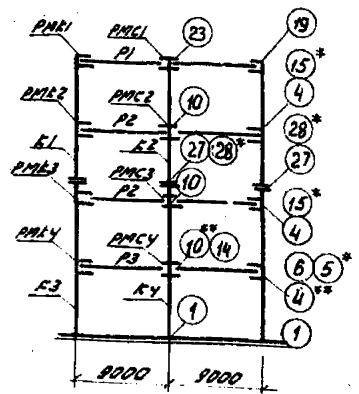 РМК1 РМС1 23 19
Р1 15*
РМК2 РМС2 10 4
Р2 28*
К1 К2 27 28* 27
РМК3 РМС3 10 15*
Р2 4
РМК4 РМС4 10** 14 6 5*
Р3 4**
К3 К4 1 1
9000 9000